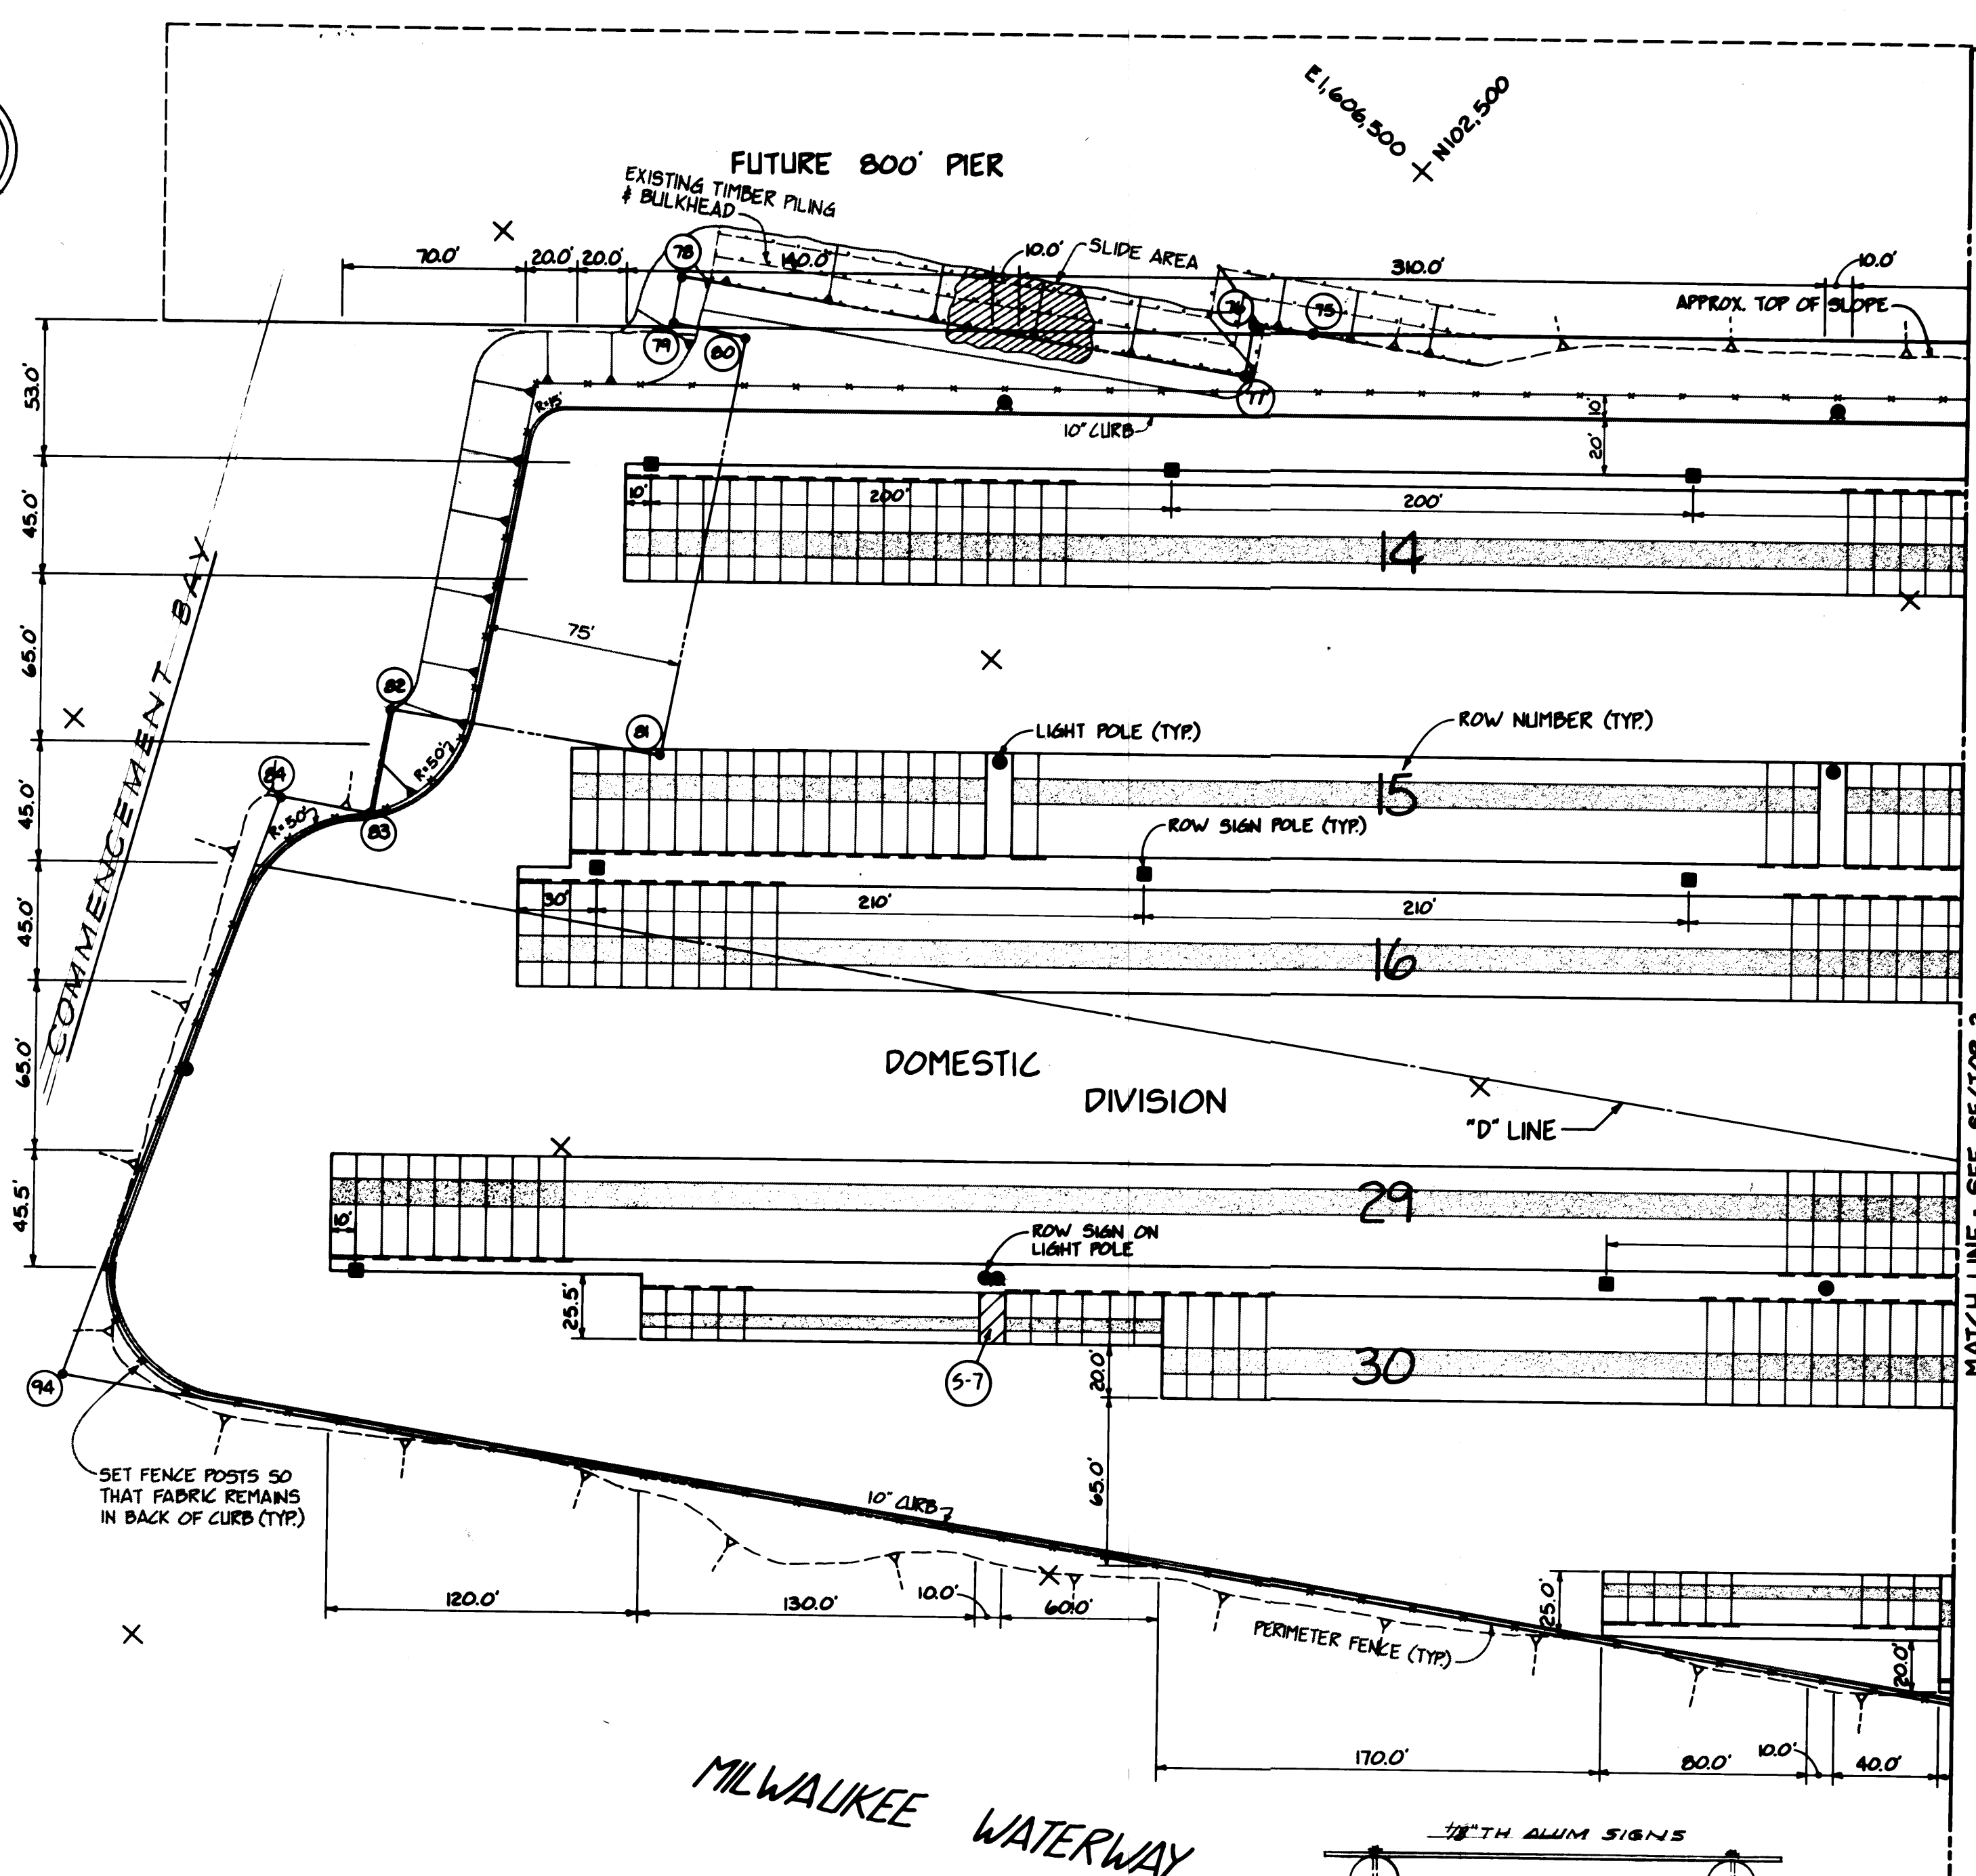 E1,606,500
N102,500
FUTURE 800' PIER
EXISTING TIMBER PILING
& BULKHEAD
SLIDE AREA
70.0'
20.0'
20.0'
140.0'
10.0'
310.0'
10.0'
APPROX. TOP OF SLOPE
78
79
80
76
75
77
53.0'
R=15'
10" CURB
10'
20'
10'
200'
200'
14
45.0'
65.0'
COMMENCEMENT BAY
75'
82
81
LIGHT POLE (TYP.)
ROW NUMBER (TYP.)
84
R=50'
R=50'
83
15
ROW SIGN POLE (TYP.)
45.0'
45.0'
30'
210'
210'
16
65.0'
DOMESTIC
DIVISION
"D" LINE
45.5'
29
10'
ROW SIGN ON
LIGHT POLE
25.5'
S-7
20.0'
30
94
SET FENCE POSTS SO
THAT FABRIC REMAINS
IN BACK OF CURB (TYP.)
10" CURB
65.0'
120.0'
130.0'
10.0'
60.0'
25.0'
PERIMETER FENCE (TYP.)
20.0'
170.0'
80.0'
10.0'
40.0'
MILWAUKEE WATERWAY
TH ALUM SIGNS
MATCH LINE - SEE